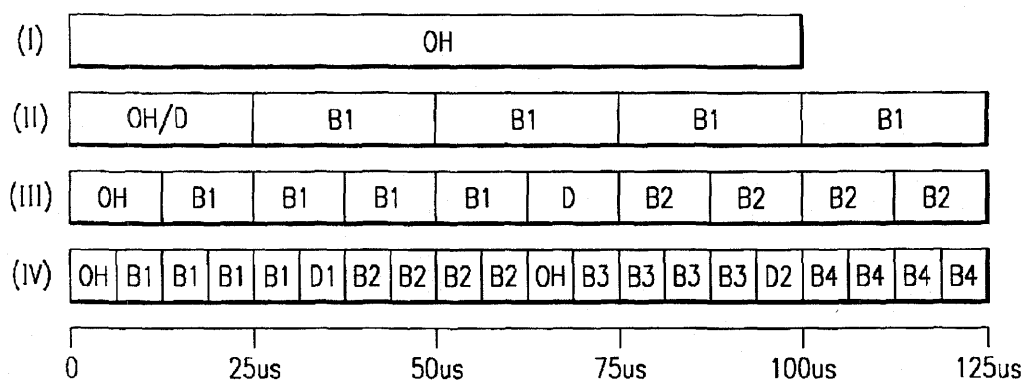 (I) OH
(II) OH/D B1 B1 B1 B1
(III) OH B1 B1 B1 B1 D B2 B2 B2 B2
(IV) OH B1 B1 B1 B1 D1 B2 B2 B2 B2 OH B3 B3 B3 B3 D2 B4 B4 B4 B4
0 25us 50us 75us 100us 125us